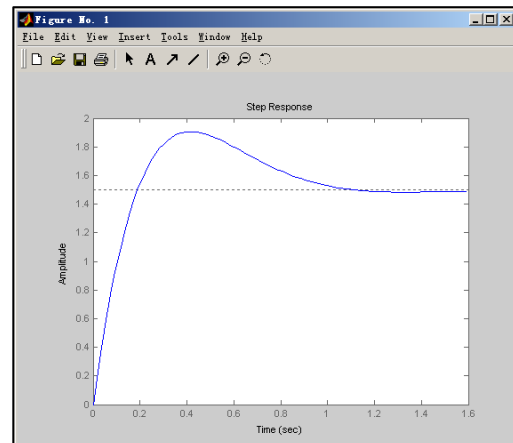 Figure No. 1
File Edit View Insert Tools Window Help
A
Step Response
2
1.8
1.6
1.4
1.2
1
0.8
0.6
0.4
0.2
0
Amplitude
0 0.2 0.4 0.6 0.8 1 1.2 1.4 1.6
Time (sec)